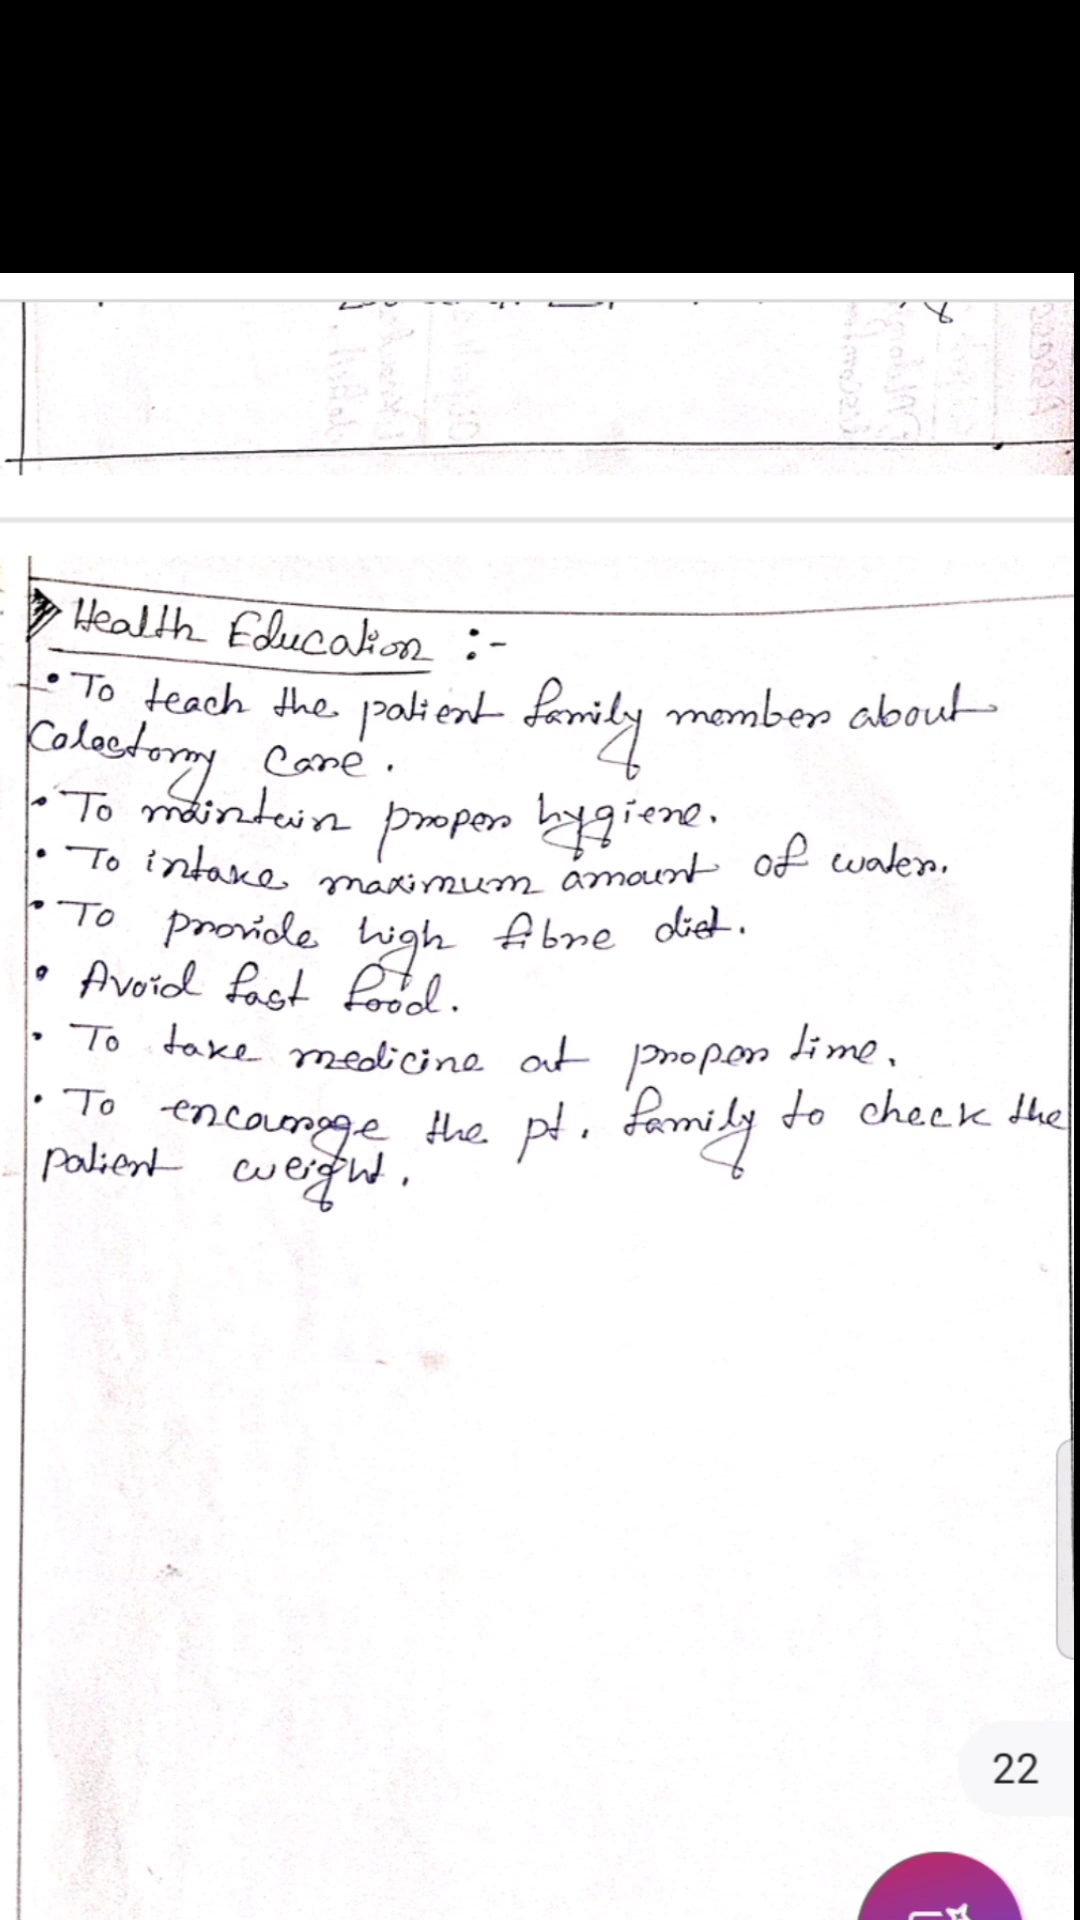 Health Education :-
• To teach the patient family member about
Colostomy care.
• To maintain proper hygiene.
• To intake maximum amount of water.
• To provide high fibre diet.
• Avoid fast food.
• To take medicine at proper time.
• To encourage the pt. family to check the
patient weight.
22